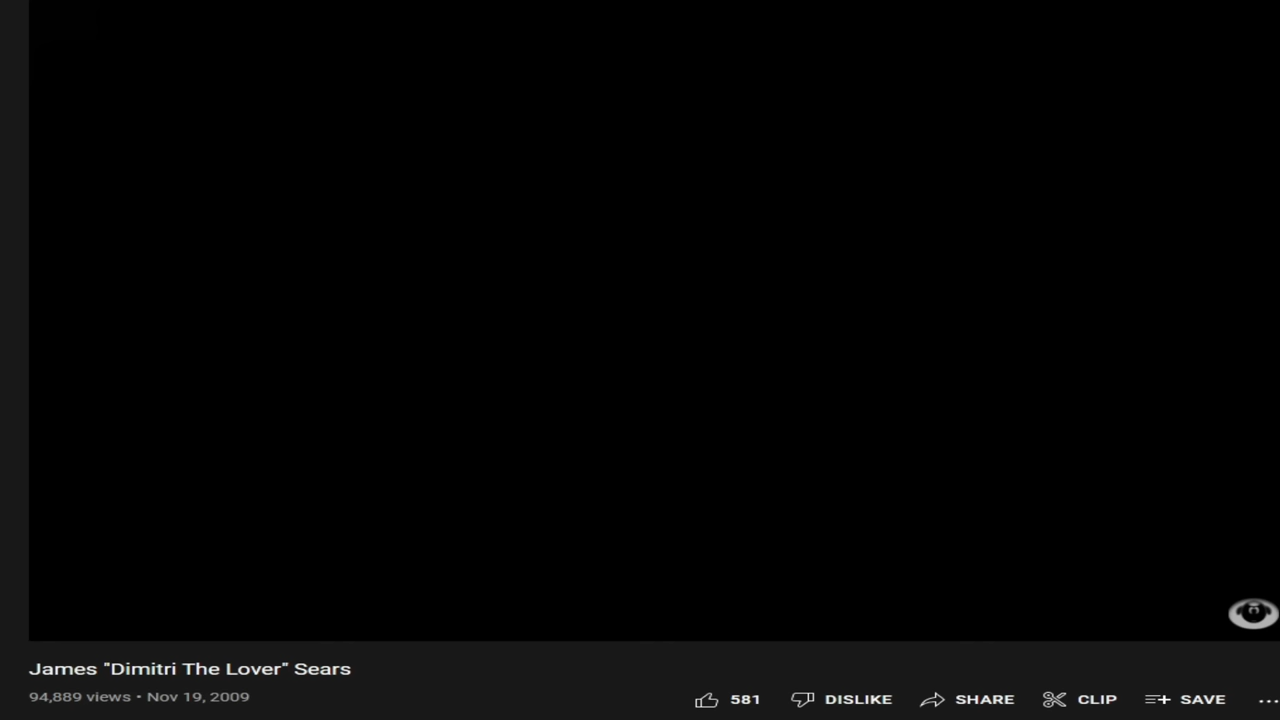 James "Dimitri The Lover" Sears
94,889 views • Nov 19, 2009
581 DISLIKE SHARE CLIP SAVE ...